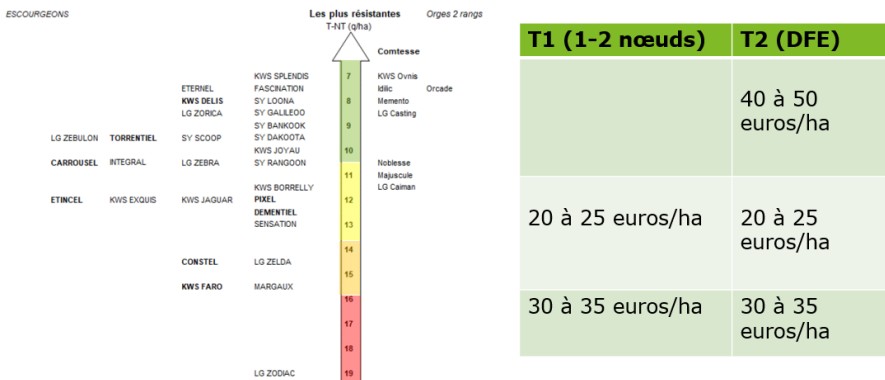 ESCOURGEONS Les plus résistantes Orges 2 rangs
T-NT (q/ha)
Comtesse
KWS SPLENDIS 7 KWS Ovnis
ETERNEL FASCINATION Idilic Orcade
KWS DELIS SY LOONA 8 Memento
LG ZORICA SY GALILEOO LG Casting
SY BANKOOK 9
LG ZEBULON TORRENTIEL SY SCOOP SY DAKOOTA
KWS JOYAU 10
CARROUSEL INTEGRAL LG ZEBRA SY RANGOON Noblesse
11 Majuscule
KWS BORRELLY LG Caiman
ETINCEL KWS EXQUIS KWS JAGUAR PIXEL 12
DEMENTIEL
SENSATION 13
14
CONSTEL LG ZELDA
15
KWS FARO MARGAUX
16
17
18
LG ZODIAC 19
T1 (1-2 nœuds) T2 (DFE)
40 à 50
euros/ha
20 à 25 euros/ha 20 à 25
euros/ha
30 à 35 euros/ha 30 à 35
euros/ha